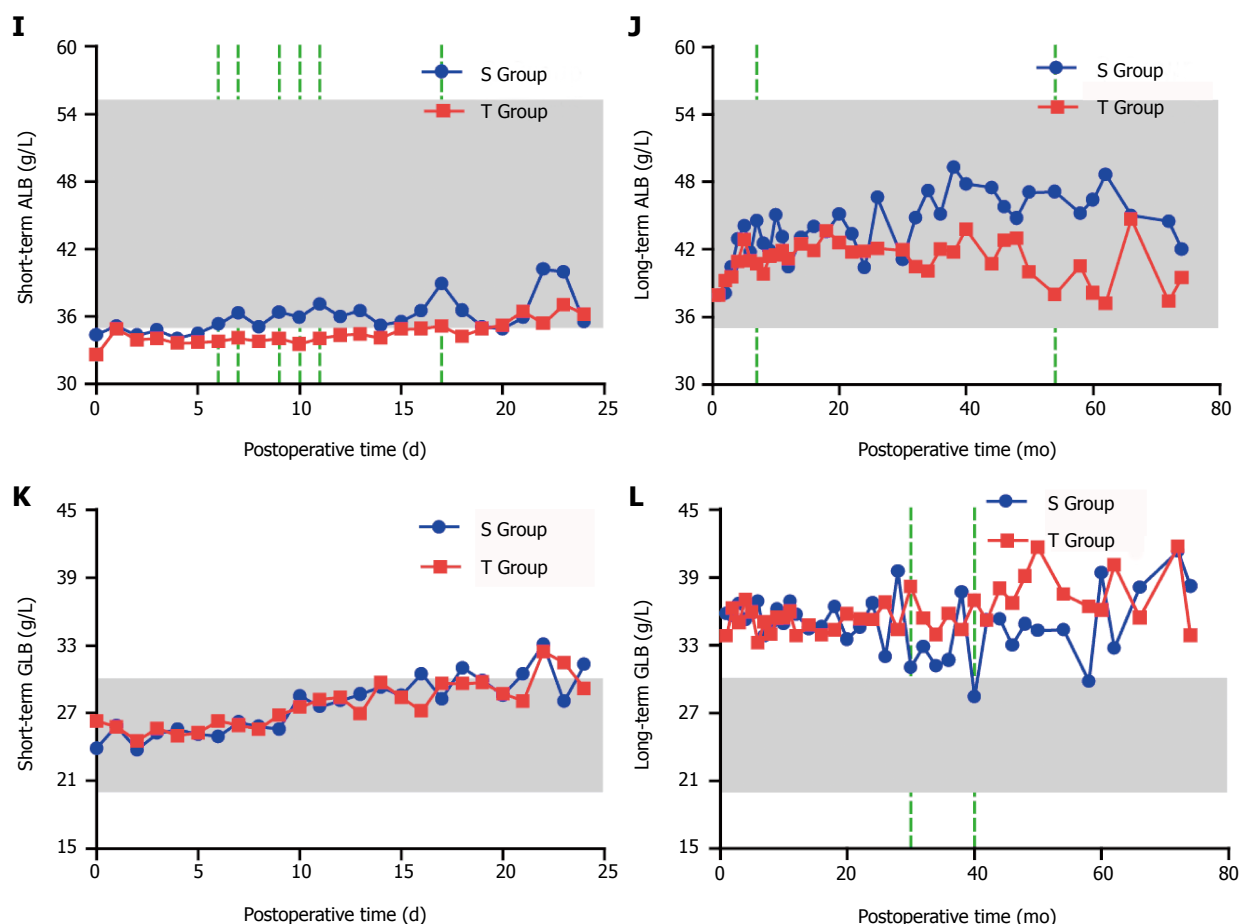 I
60
54
48
42
36
30
Short-term ALB (g/L)
S Group
T Group
0 5 10 15 20 25
Postoperative time (d)
J
60
54
48
42
36
30
Long-term ALB (g/L)
S Group
T Group
0 20 40 60 80
Postoperative time (mo)
K
45
39
33
27
21
15
Short-term GLB (g/L)
S Group
T Group
0 5 10 15 20 25
Postoperative time (d)
L
45
39
33
27
21
15
Long-term GLB (g/L)
S Group
T Group
0 20 40 60 80
Postoperative time (mo)